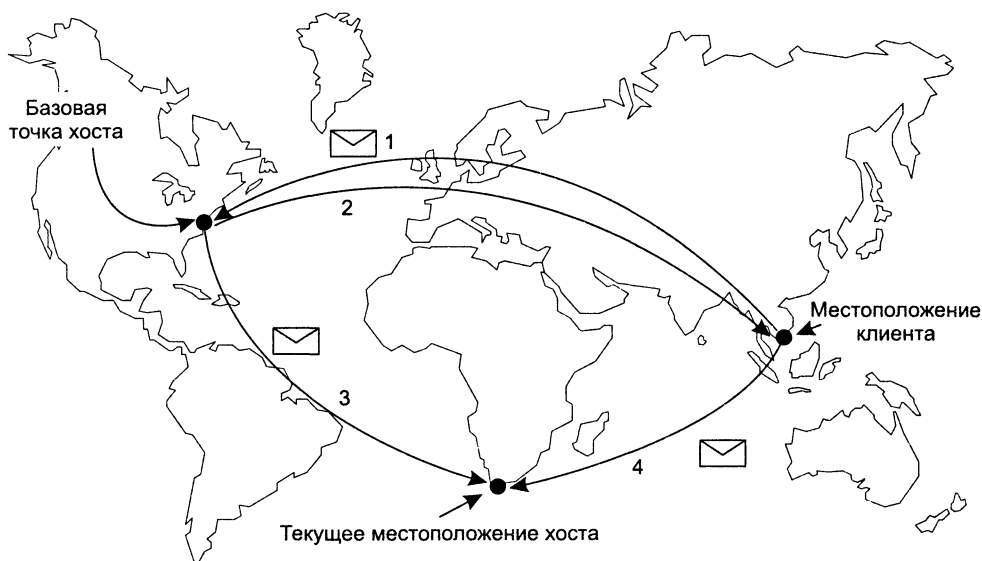 Базовая
точка хоста
1
2
Местоположение
клиента
3
4
Текущее местоположение хоста